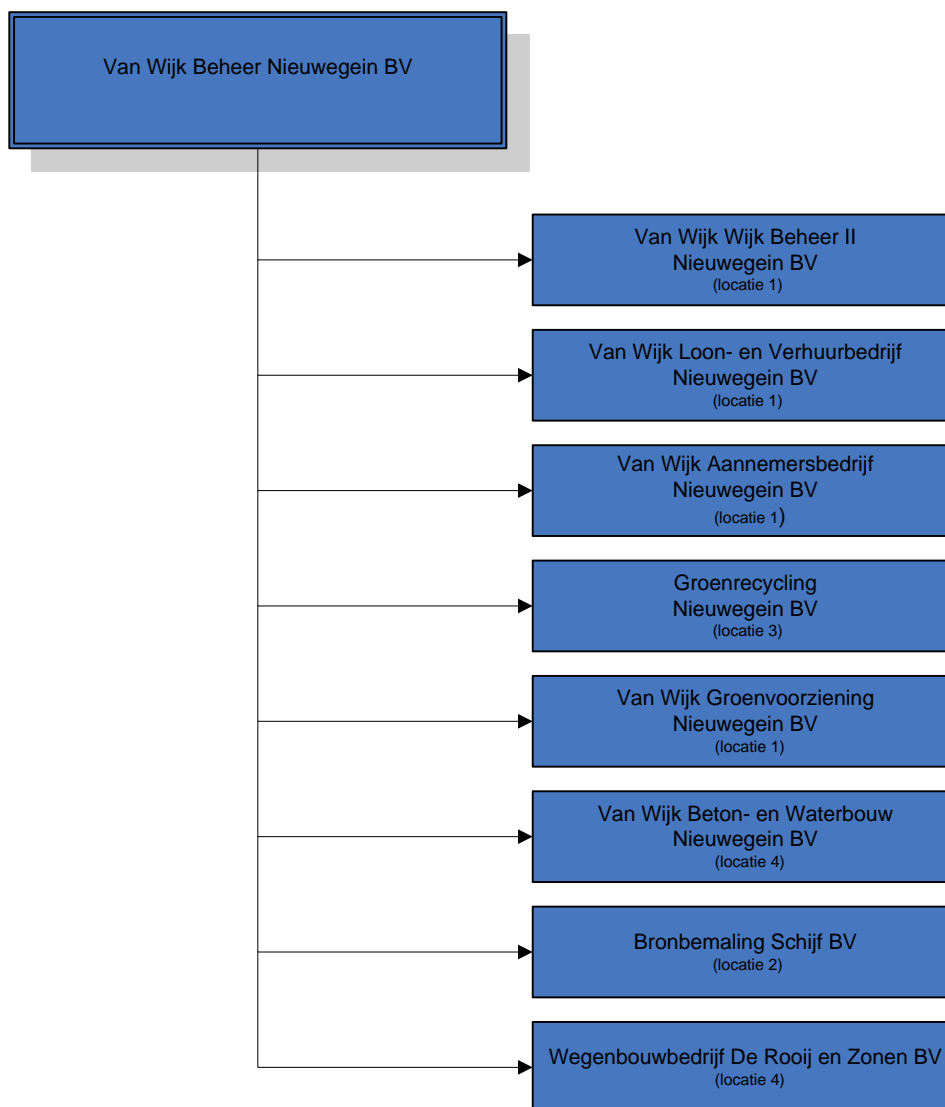 Van Wijk Beheer Nieuwegein BV
Van Wijk Wijk Beheer II
Nieuwegein BV
(locatie 1)
Van Wijk Loon- en Verhuurbedrijf
Nieuwegein BV
(locatie 1)
Van Wijk Aannemersbedrijf
Nieuwegein BV
(locatie 1)
Groenrecycling
Nieuwegein BV
(locatie 3)
Van Wijk Groenvoorziening
Nieuwegein BV
(locatie 1)
Van Wijk Beton- en Waterbouw
Nieuwegein BV
(locatie 4)
Bronbemaling Schijf BV
(locatie 2)
Wegenbouwbedrijf De Rooij en Zonen BV
(locatie 4)